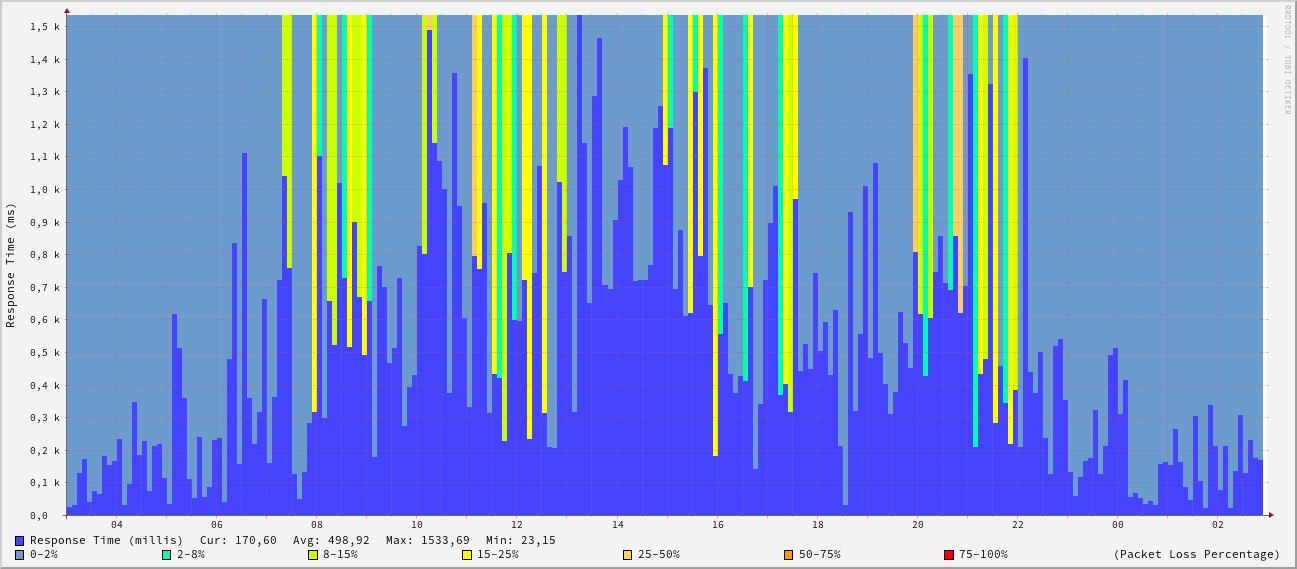 RRDTOOL / TOBI OETIKER
Response Time (ms)
1,5 k
1,4 k
1,3 k
1,2 k
1,1 k
1,0 k
0,9 k
0,8 k
0,7 k
0,6 k
0,5 k
0,4 k
0,3 k
0,2 k
0,1 k
0,0
04 06 08 10 12 14 16 18 20 22 00 02
Response Time (millis) Cur: 170,60 Avg: 498,92 Max: 1533,69 Min: 23,15
0-2% 2-8% 8-15% 15-25% 25-50% 50-75% 75-100% (Packet Loss Percentage)